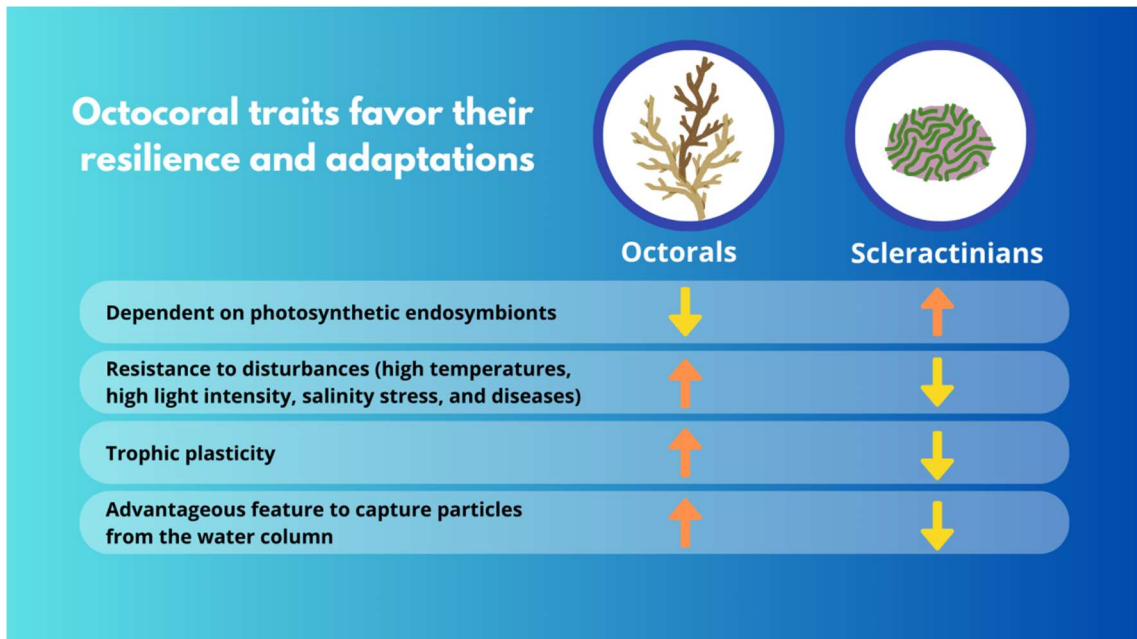 Octocoral traits favor their
resilience and adaptations
Octorals
Scleractinians
Dependent on photosynthetic endosymbionts
Resistance to disturbances (high temperatures,
high light intensity, salinity stress, and diseases)
Trophic plasticity
Advantageous feature to capture particles
from the water column